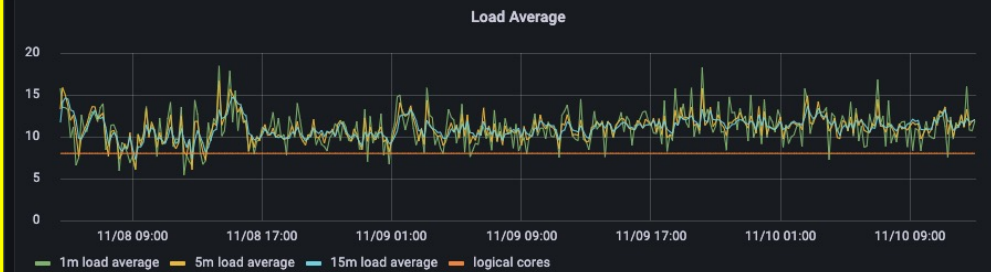 Load Average
20
15
10
5
0
11/08 09:00 11/08 17:00 11/09 01:00 11/09 09:00 11/09 17:00 11/10 01:00 11/10 09:00
1m load average 5m load average 15m load average logical cores